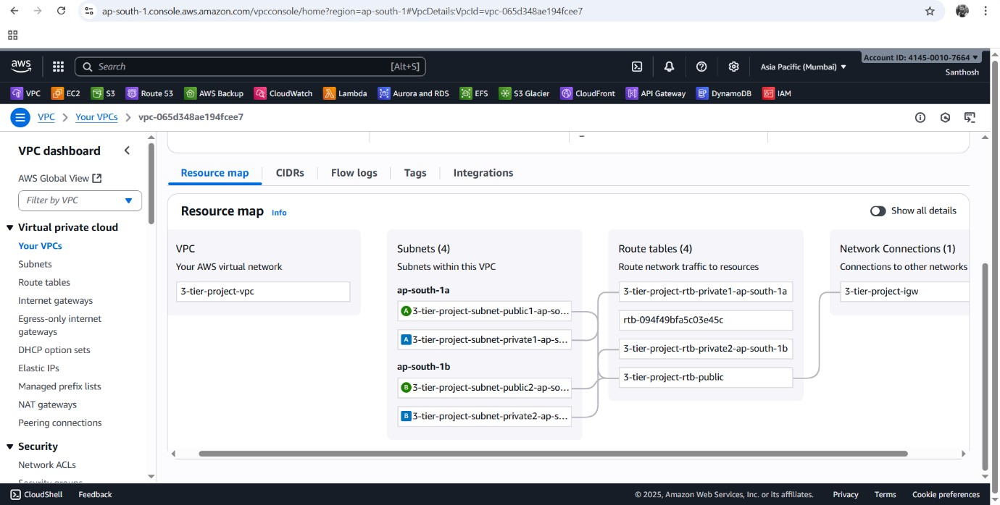 ap-south-1.console.aws.amazon.com/vpcconsole/home?region=ap-south-1#VpcDetails:VpcId=vpc-065d348ae194fcee7
aws
Search [Alt+S]
Asia Pacific (Mumbai)
Account ID: 4145-0010-7664
Santhosh
VPC EC2 S3 Route 53 AWS Backup CloudWatch Lambda Aurora and RDS EFS S3 Glacier CloudFront API Gateway DynamoDB IAM
VPC Your VPCs vpc-065d348ae194fcee7
VPC dashboard
AWS Global View
Filter by VPC
Virtual private cloud
Your VPCs
Subnets
Route tables
Internet gateways
Egress-only internet
gateways
DHCP option sets
Elastic IPs
Managed prefix lists
NAT gateways
Peering connections
Security
Network ACLs
Security groups
–
Resource map CIDRs Flow logs Tags Integrations
Resource map Info
Show all details
VPC
Your AWS virtual network
3-tier-project-vpc
Subnets (4)
Subnets within this VPC
ap-south-1a
A 3-tier-project-subnet-public1-ap-so...
A 3-tier-project-subnet-private1-ap-s...
ap-south-1b
B 3-tier-project-subnet-public2-ap-so...
B 3-tier-project-subnet-private2-ap-s...
Route tables (4)
Route network traffic to resources
3-tier-project-rtb-private1-ap-south-1a
rtb-094f49bfa5c03e45c
3-tier-project-rtb-private2-ap-south-1b
3-tier-project-rtb-public
Network Connections (1)
Connections to other networks
3-tier-project-igw
CloudShell Feedback
© 2025, Amazon Web Services, Inc. or its affiliates. Privacy Terms Cookie preferences